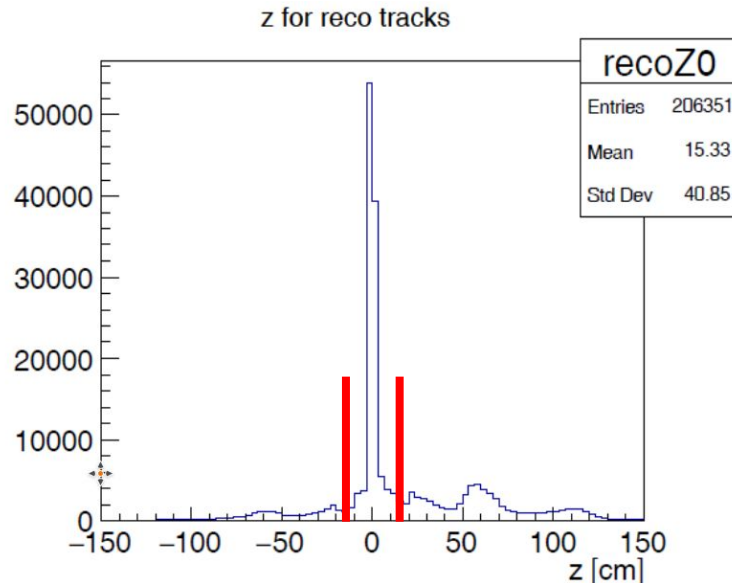 z for reco tracks
recoZ0
Entries 206351
Mean 15.33
Std Dev 40.85
50000
40000
30000
20000
10000
0
−150 −100 −50 0 50 100 150
z [cm]